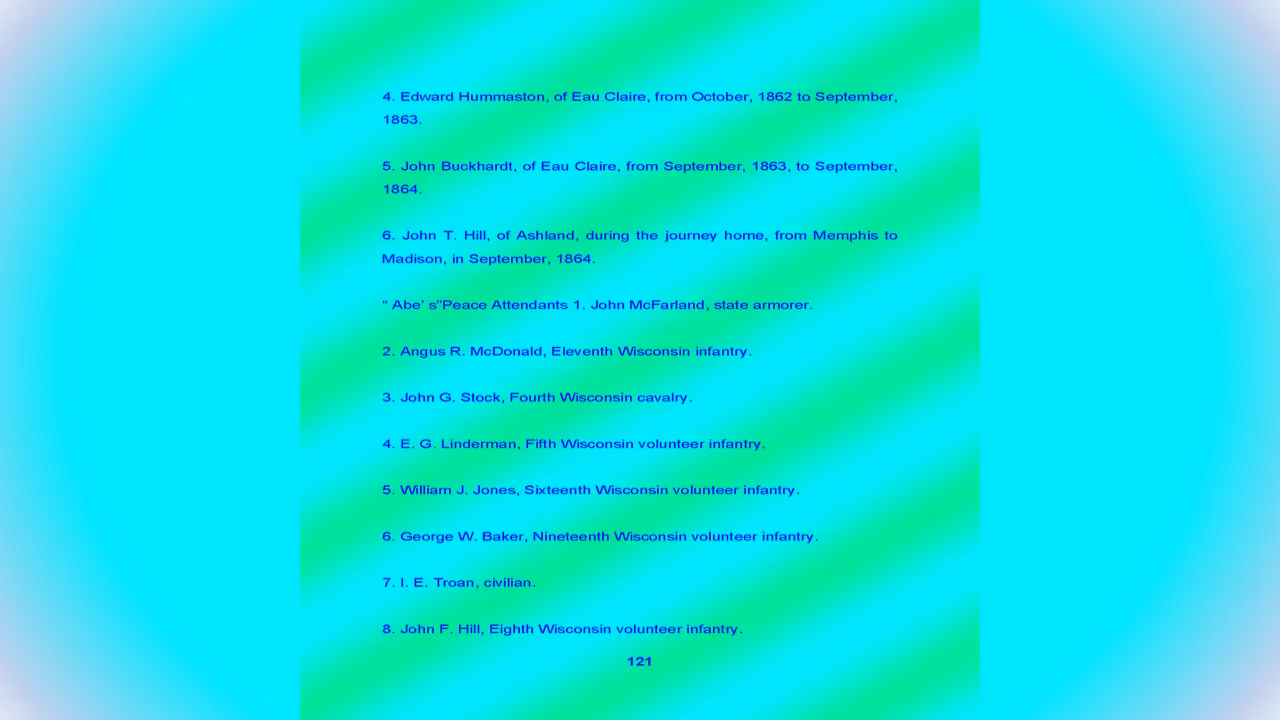 4. Edward Hummaston, of Eau Claire, from October, 1862 to September,
1863.
5. John Buckhardt, of Eau Claire, from September, 1863, to September,
1864.
6. John T. Hill, of Ashland, during the journey home, from Memphis to
Madison, in September, 1864.
“ Abe’ s”Peace Attendants 1. John McFarland, state armorer.
2. Angus R. McDonald, Eleventh Wisconsin infantry.
3. John G. Stock, Fourth Wisconsin cavalry.
4. E. G. Linderman, Fifth Wisconsin volunteer infantry.
5. William J. Jones, Sixteenth Wisconsin volunteer infantry.
6. George W. Baker, Nineteenth Wisconsin volunteer infantry.
7. I. E. Troan, civilian.
8. John F. Hill, Eighth Wisconsin volunteer infantry.
121